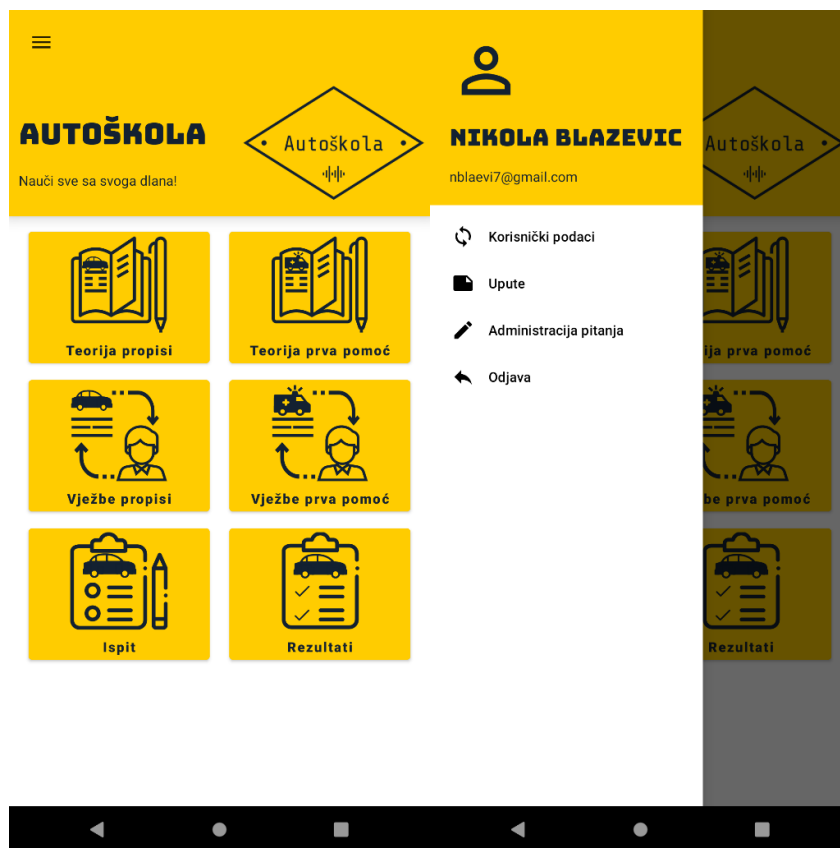 AUTOŠKOLA
Nauči sve sa svoga dlana!
Autoškola
Teorija propisi
Teorija prva pomoć
Vježbe propisi
Vježbe prva pomoć
Ispit
Rezultati
NIKOLA BLAZEVIC
nblaevi7@gmail.com
Korisnički podaci
Upute
Administracija pitanja
Odjava
Autoškola
ija prva pomoć
be prva pomoć
Rezultati